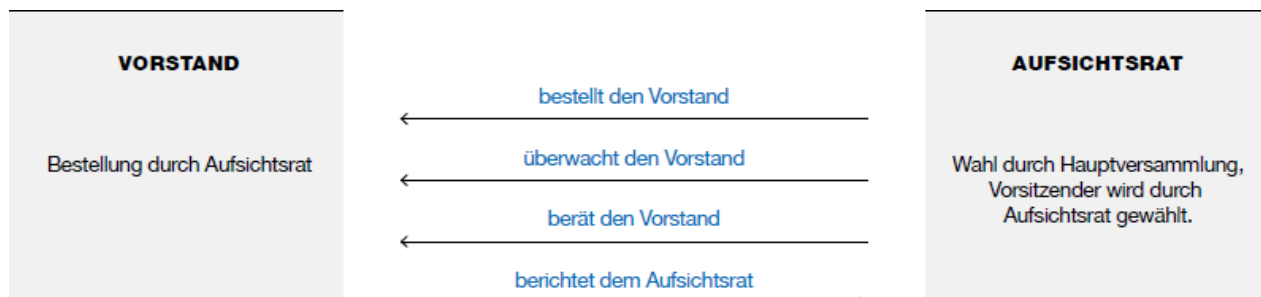 VORSTAND
Bestellung durch Aufsichtsrat
bestellt den Vorstand
überwacht den Vorstand
berät den Vorstand
berichtet dem Aufsichtsrat
AUFSICHTSRAT
Wahl durch Hauptversammlung,
Vorsitzender wird durch
Aufsichtsrat gewählt.